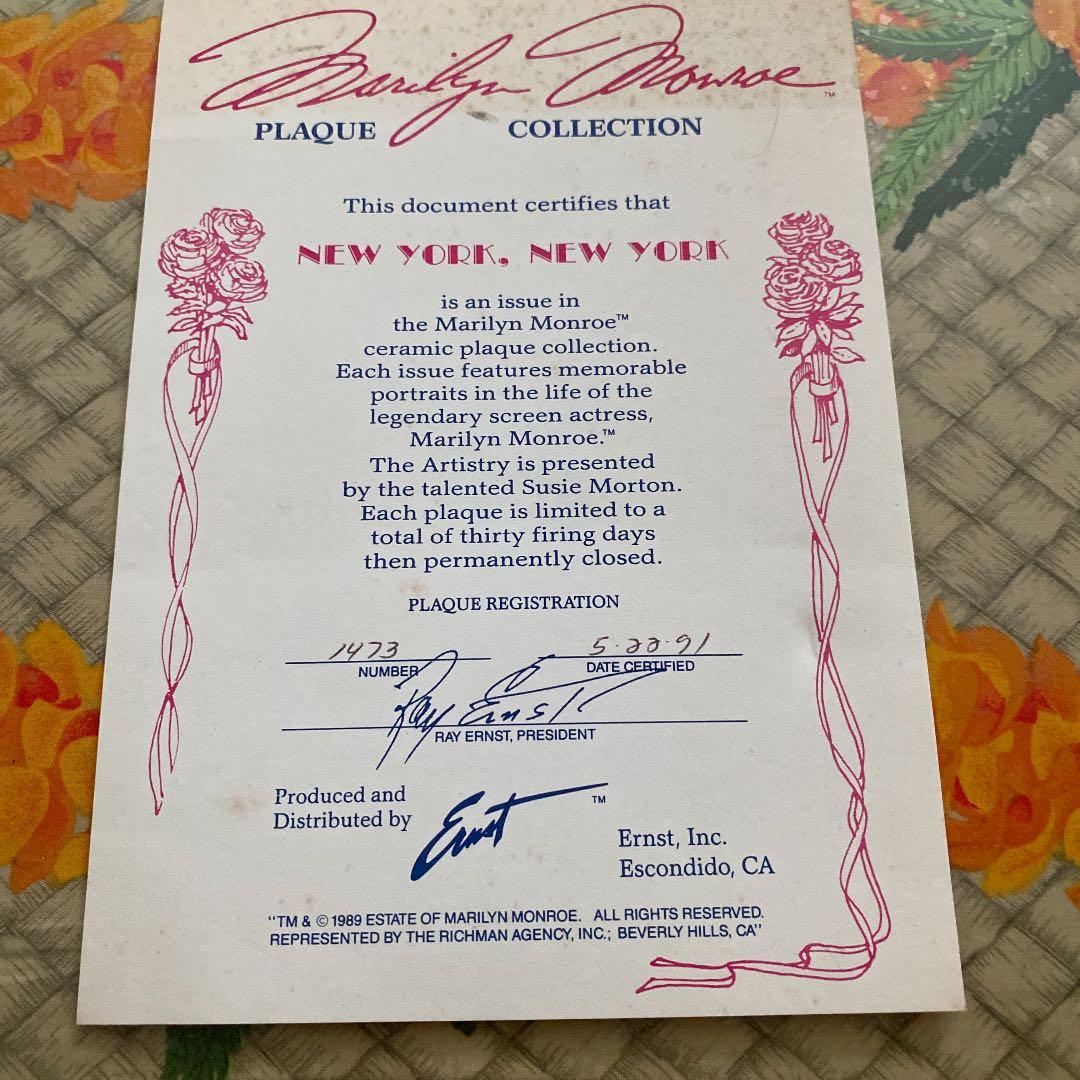 Marilyn Monroe™
PLAQUE COLLECTION
This document certifies that
NEW YORK, NEW YORK
is an issue in
the Marilyn Monroe™
ceramic plaque collection.
Each issue features memorable
portraits in the life of the
legendary screen actress,
Marilyn Monroe.™
The Artistry is presented
by the talented Susie Morton.
Each plaque is limited to a
total of thirty firing days
then permanently closed.
PLAQUE REGISTRATION
1473 5·22·91
NUMBER DATE CERTIFIED
Ray Ernst
RAY ERNST, PRESIDENT
Produced and
Distributed by
Ernst™
Ernst, Inc.
Escondido, CA
"TM & © 1989 ESTATE OF MARILYN MONROE. ALL RIGHTS RESERVED.
REPRESENTED BY THE RICHMAN AGENCY, INC.; BEVERLY HILLS, CA"